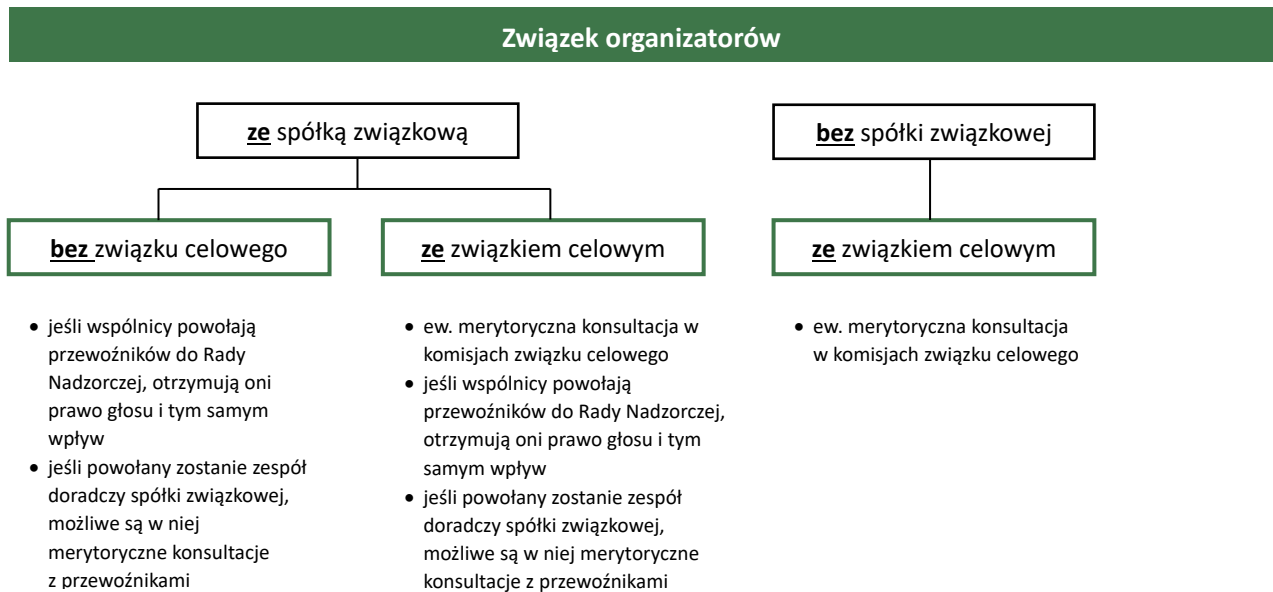 Związek organizatorów
ze spółką związkową
bez spółki związkowej
bez związku celowego
ze związkiem celowym
ze związkiem celowym
• jeśli wspólnicy powołają
przewoźników do Rady
Nadzorczej, otrzymują oni
prawo głosu i tym samym
wpływ
• jeśli powołany zostanie zespół
doradczy spółki związkowej,
możliwe są w niej
merytoryczne konsultacje
z przewoźnikami
• ew. merytoryczna konsultacja w
komisjach związku celowego
• jeśli wspólnicy powołają
przewoźników do Rady Nadzorczej,
otrzymują oni prawo głosu i tym
samym wpływ
• jeśli powołany zostanie zespół
doradczy spółki związkowej,
możliwe są w niej merytoryczne
konsultacje z przewoźnikami
• ew. merytoryczna konsultacja
w komisjach związku celowego